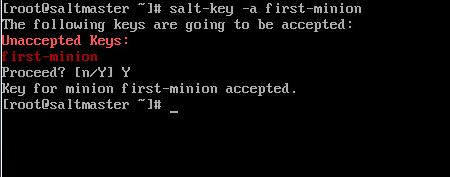 [root@saltmaster ~]# salt-key -a first-minion
The following keys are going to be accepted:
Unaccepted Keys:
first-minion
Proceed? [n/Y] Y
Key for minion first-minion accepted.
[root@saltmaster ~]# _